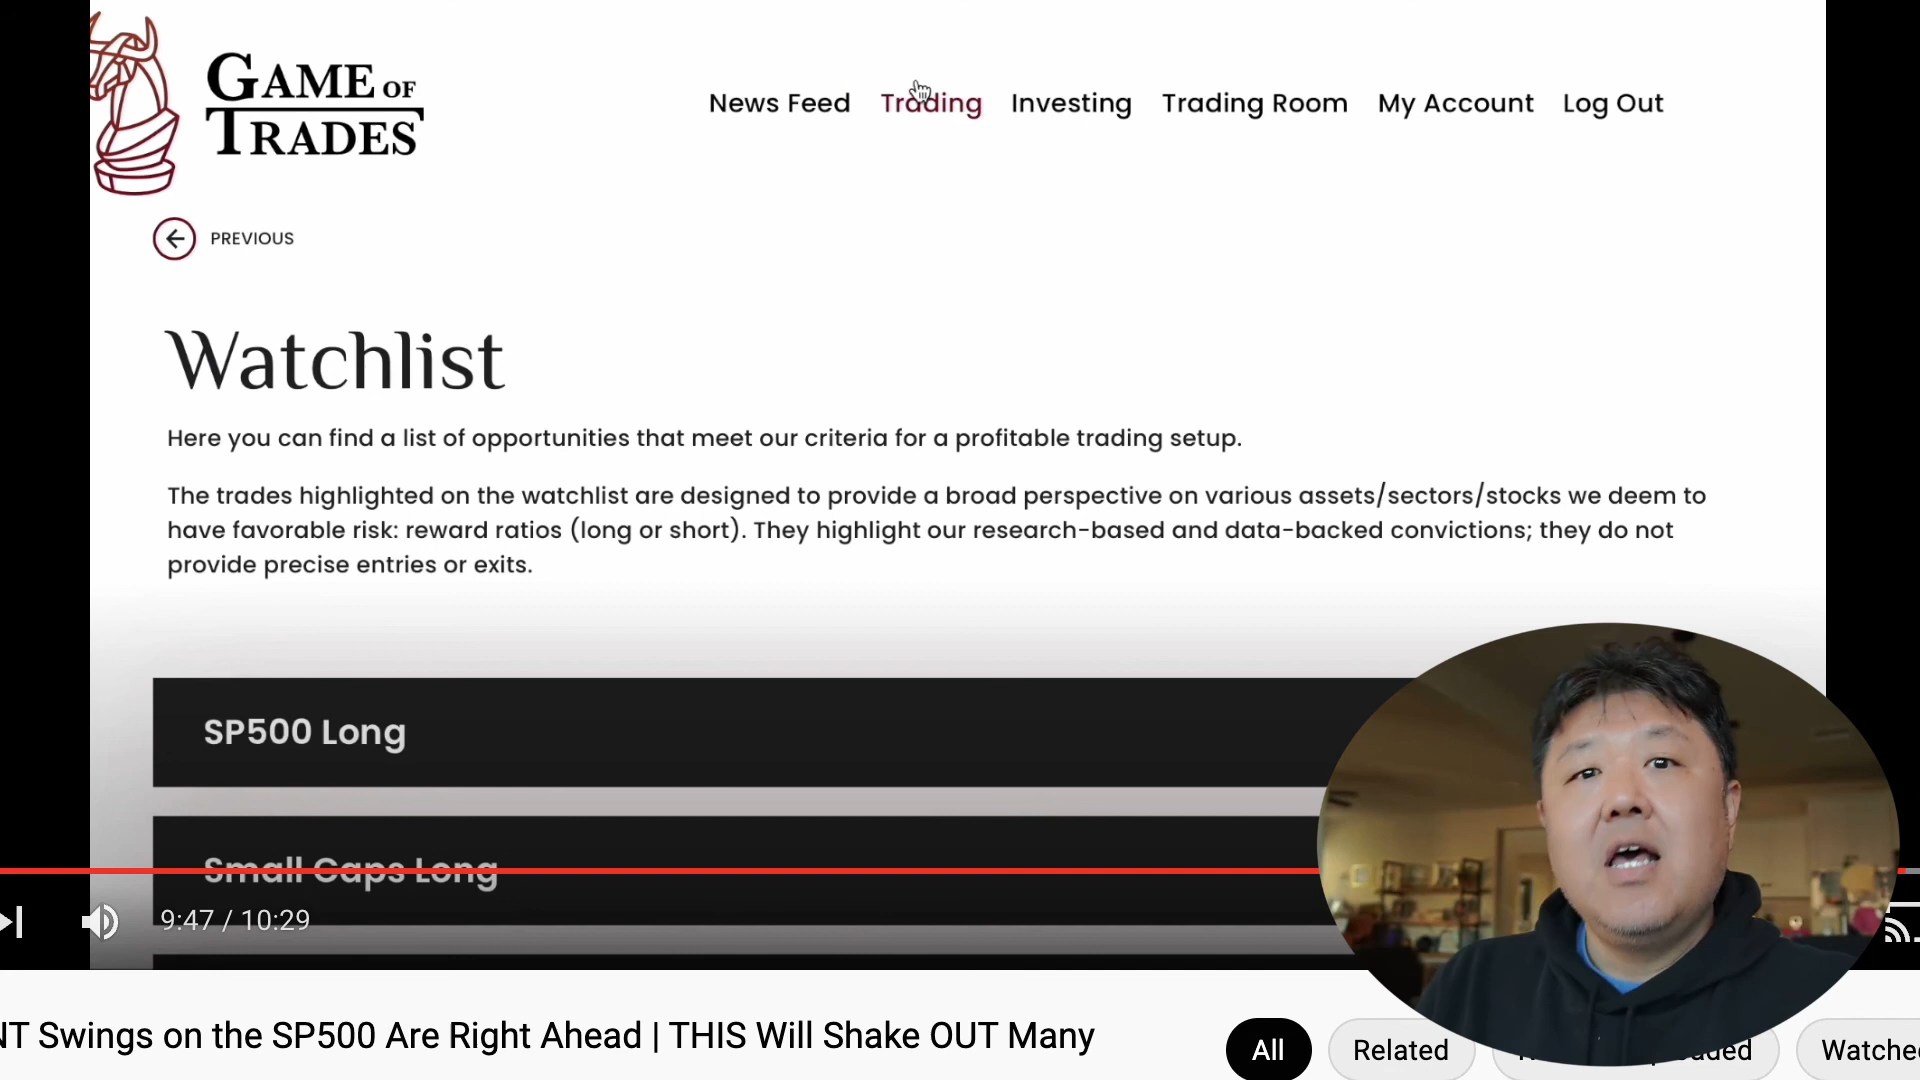 GAME OF
TRADES
News Feed Trading Investing Trading Room My Account Log Out
PREVIOUS
Watchlist
Here you can find a list of opportunities that meet our criteria for a profitable trading setup.
The trades highlighted on the watchlist are designed to provide a broad perspective on various assets/sectors/stocks we deem to
have favorable risk: reward ratios (long or short). They highlight our research-based and data-backed convictions; they do not
provide precise entries or exits.
SP500 Long
Small Caps Long
9:47 / 10:29
NT Swings on the SP500 Are Right Ahead | THIS Will Shake OUT Many
All Related Watched